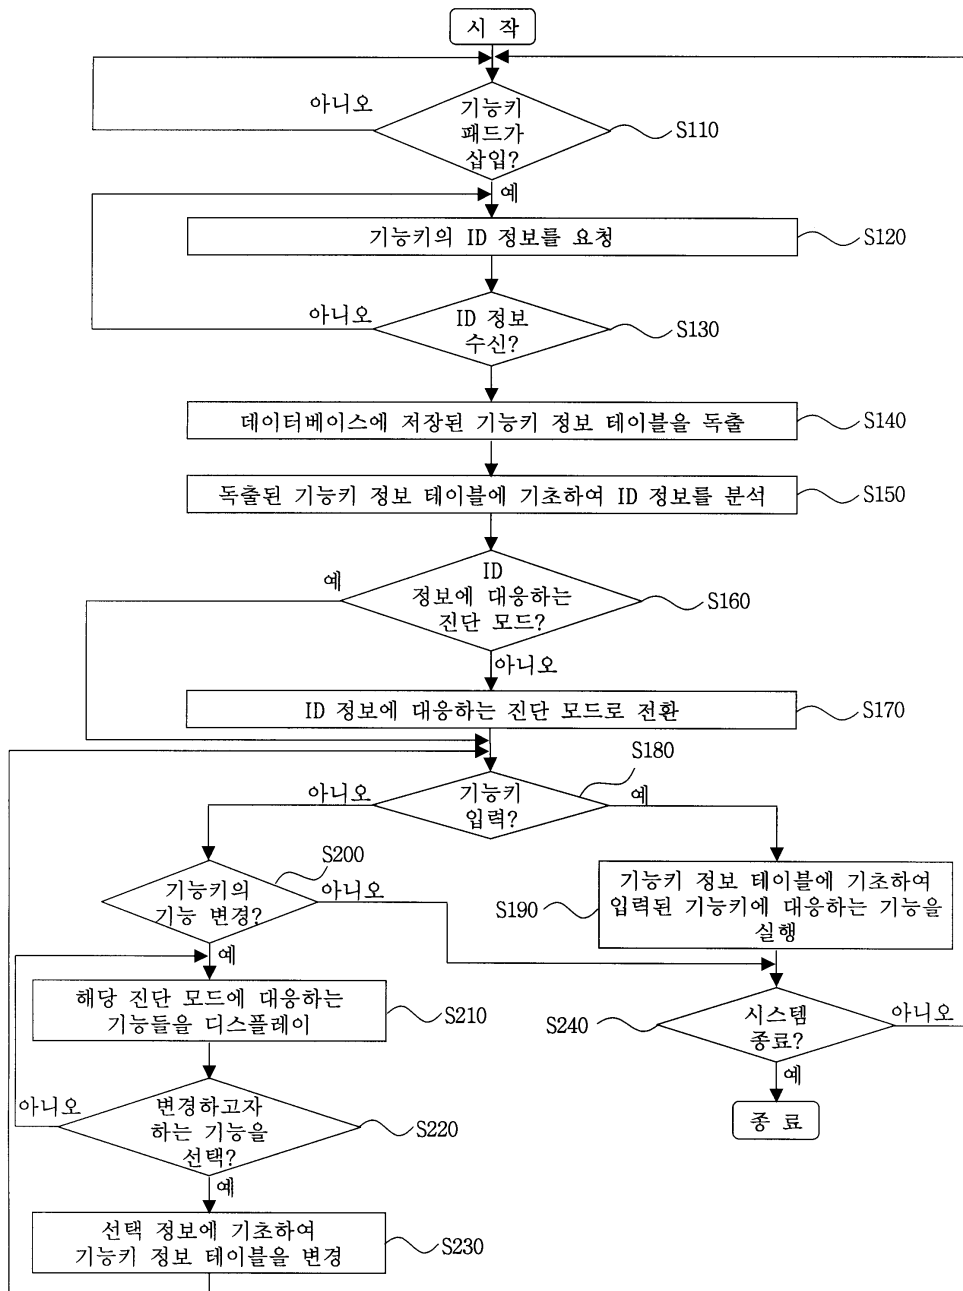 시 작
아니오
기능키
패드가
삽입?
S110
예
기능키의 ID 정보를 요청
S120
아니오
ID 정보
수신?
S130
데이터베이스에 저장된 기능키 정보 테이블을 독출
S140
독출된 기능키 정보 테이블에 기초하여 ID 정보를 분석
S150
예
ID
정보에 대응하는
진단 모드?
S160
아니오
ID 정보에 대응하는 진단 모드로 전환
S170
S180
아니오
기능키
입력?
예
S200
기능키의
기능 변경?
아니오
S190
기능키 정보 테이블에 기초하여
입력된 기능키에 대응하는 기능을
실행
예
해당 진단 모드에 대응하는
기능들을 디스플레이
S210
S240
시스템
종료?
아니오
예
아니오
변경하고자
하는 기능을
선택?
S220
종 료
예
선택 정보에 기초하여
기능키 정보 테이블을 변경
S230